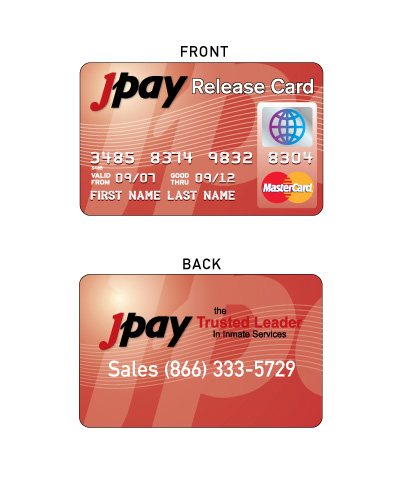 FRONT
Jpay Release Card
3485 8374 9832 8304
3485
VALID FROM 09/07 GOOD THRU 09/12
FIRST NAME LAST NAME
MasterCard
BACK
Jpay the
Trusted Leader
In Inmate Services
Sales (866) 333-5729